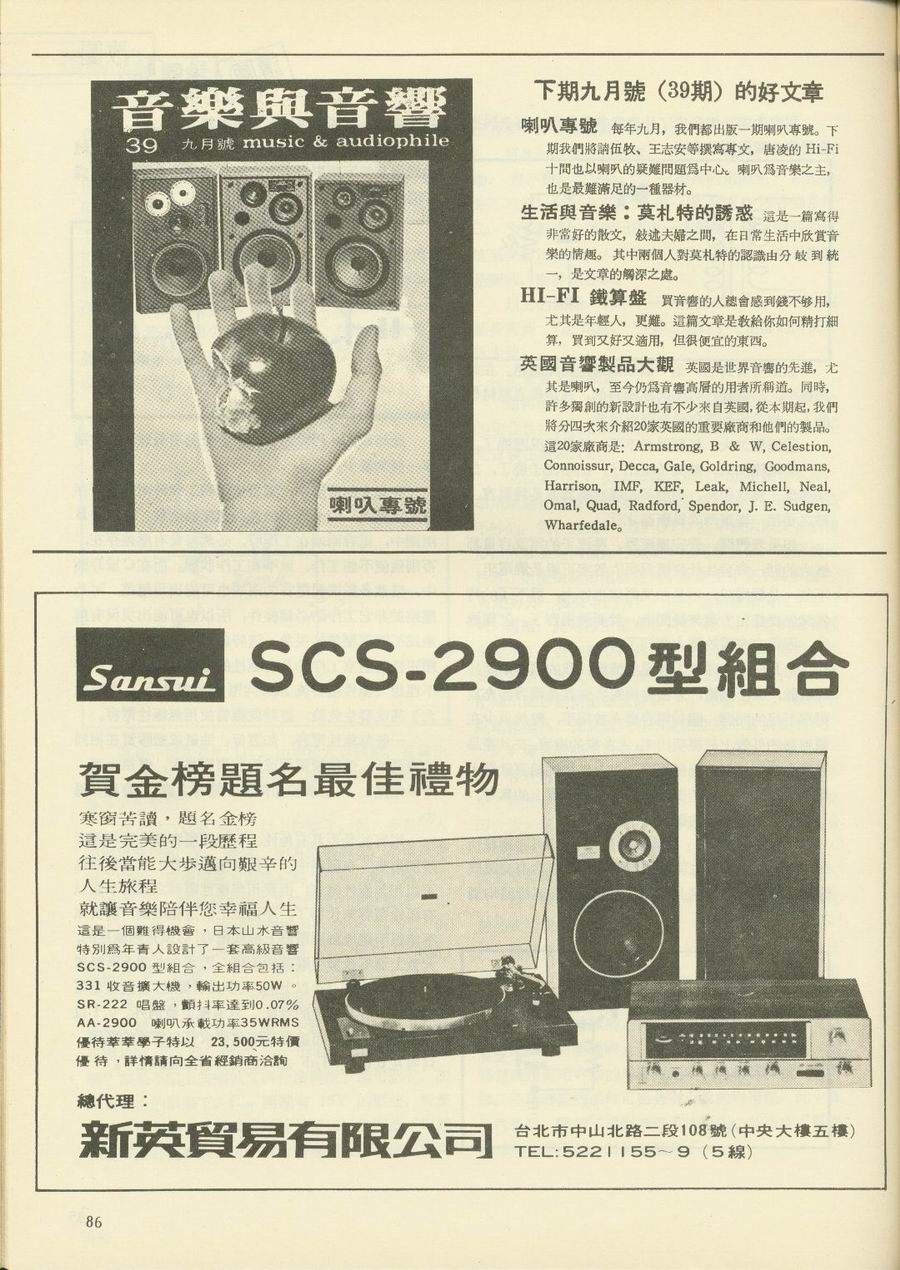 音樂與音響
39 九月號 music & audiophile
喇叭專號
下期九月號（39期）的好文章
喇叭專號 每年九月，我們都出版一期喇叭專號。下
期我們將請伍牧、王志安等撰寫專文，唐凌的 Hi-Fi
十問也以喇叭的疑難問題爲中心。喇叭爲音樂之主，
也是最難滿足的一種器材。
生活與音樂：莫札特的誘惑 這是一篇寫得
非常好的散文，敍述夫婦之間，在日常生活中欣賞音
樂的情趣。其中兩個人對莫札特的認識由分歧到統
一，是文章的觸深之處。
HI-FI 鐵算盤 買音響的人總會感到錢不够用，
尤其是年輕人，更難。這篇文章是教給你如何精打細
算，買到又好又適用，但很便宜的東西。
英國音響製品大觀 英國是世界音響的先進，尤
其是喇叭，至今仍爲音響高層的用者所稱道。同時，
許多獨創的新設計也有不少來自英國，從本期起，我們
將分四次來介紹20家英國的重要廠商和他們的製品。
這20家廠商是：Armstrong, B & W, Celestion,
Connoissur, Decca, Gale, Goldring, Goodmans,
Harrison, IMF, KEF, Leak, Michell, Neal,
Omal, Quad, Radford, Spendor, J. E. Sudgen,
Wharfedale。
Sansui SCS-2900型組合
賀金榜題名最佳禮物
寒窗苦讀，題名金榜
這是完美的一段歷程
往後當能大步邁向艱辛的
人生旅程
就讓音樂陪伴您幸福人生
這是一個難得機會，日本山水音響
特別爲年青人設計了一套高級音響
SCS-2900 型組合，全組合包括：
331 收音擴大機，輸出功率50W。
SR-222 唱盤，顫抖率達到0.07%
AA-2900 喇叭承載功率35WRMS
優待莘莘學子特以 23,500元特價
優待，詳情請向全省經銷商洽詢
總代理：
新英貿易有限公司
台北市中山北路二段108號(中央大樓五樓)
TEL:5221155～9（5線）
86